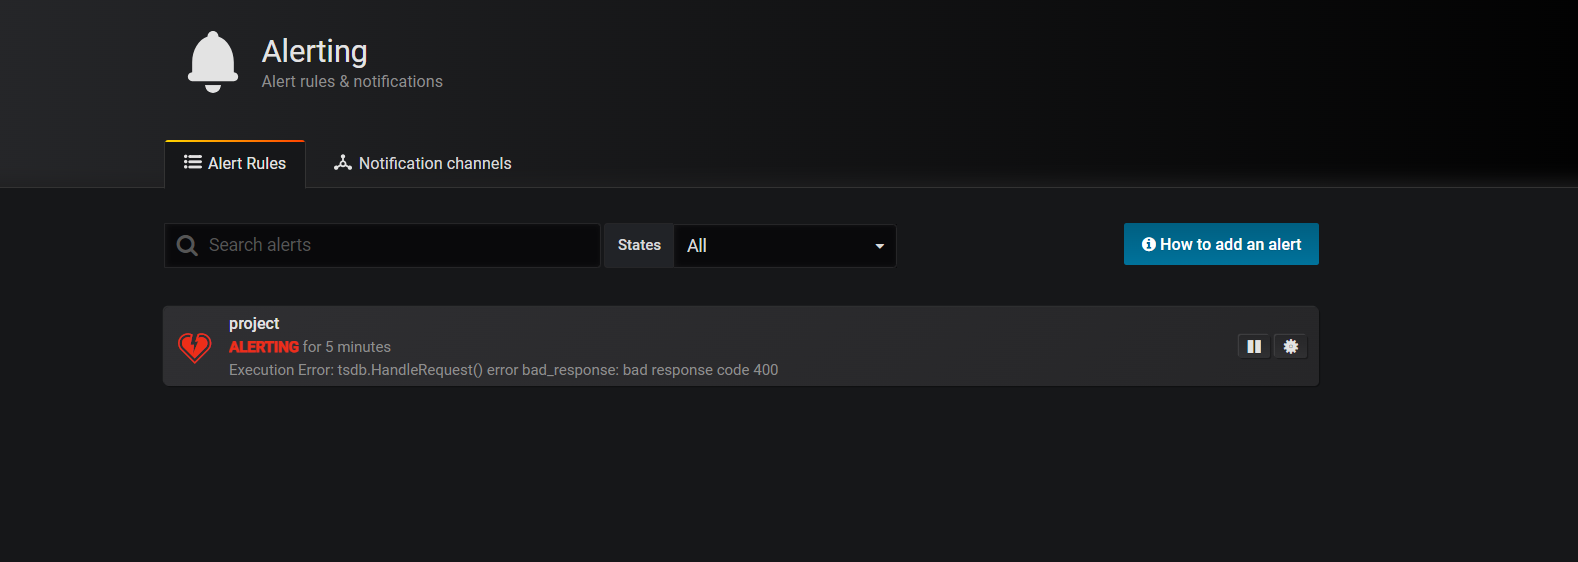 Alerting
Alert rules & notifications
Alert Rules
Notification channels
Search alerts
States
All
How to add an alert
project
ALERTING for 5 minutes
Execution Error: tsdb.HandleRequest() error bad_response: bad response code 400